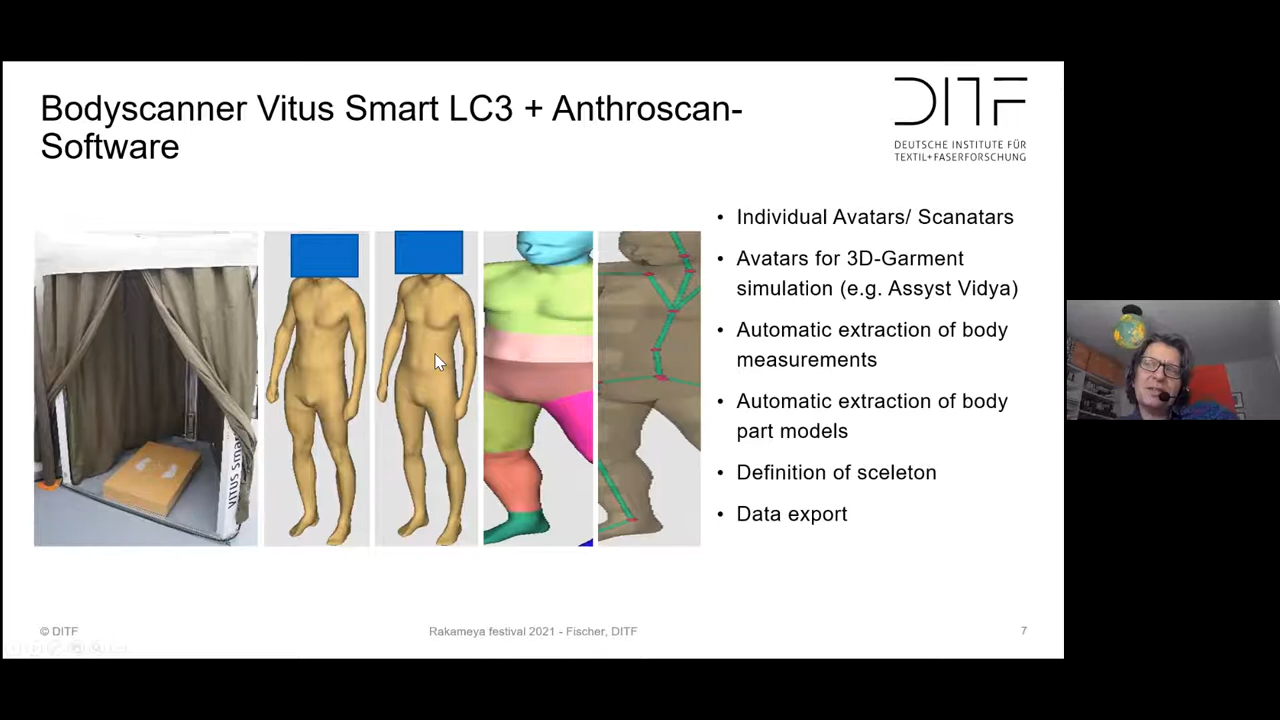 Bodyscanner Vitus Smart LC3 + Anthroscan-
Software
DITF
DEUTSCHE INSTITUTE FÜR
TEXTIL+FASERFORSCHUNG
VITUS Sma
• Individual Avatars/ Scanatars
• Avatars for 3D-Garment
simulation (e.g. Assyst Vidya)
• Automatic extraction of body
measurements
• Automatic extraction of body
part models
• Definition of sceleton
• Data export
© DITF
Rakameya festival 2021 - Fischer, DITF
7